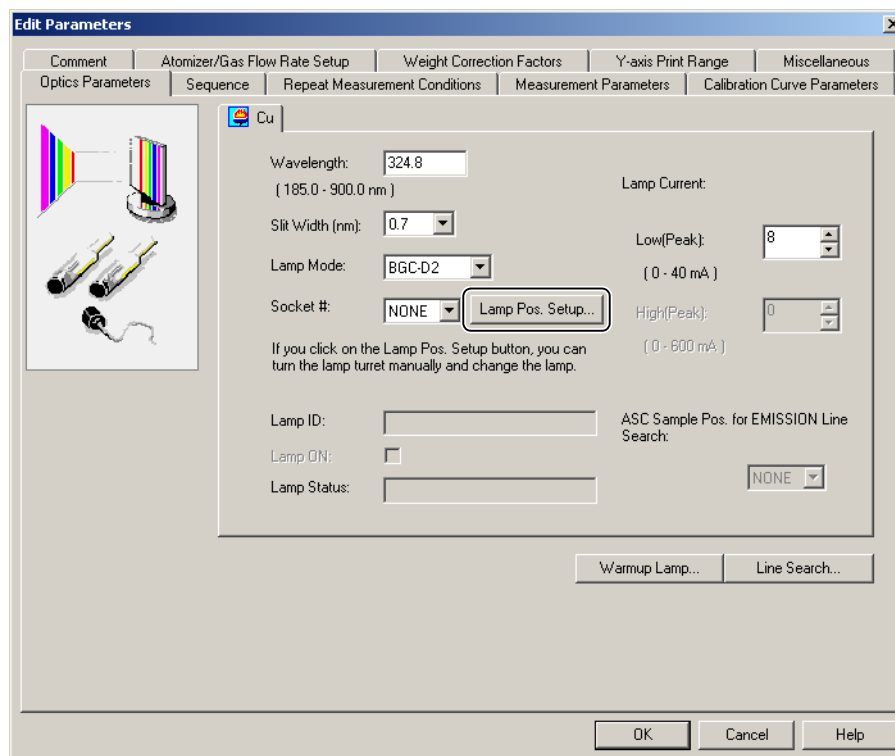 Edit Parameters
Comment
Atomizer/Gas Flow Rate Setup
Weight Correction Factors
Y-axis Print Range
Miscellaneous
Optics Parameters
Sequence
Repeat Measurement Conditions
Measurement Parameters
Calibration Curve Parameters
Cu
Wavelength:
324.8
( 185.0 - 900.0 nm )
Slit Width (nm):
0.7
Lamp Mode:
BGC-D2
Socket #:
NONE
Lamp Pos. Setup...
If you click on the Lamp Pos. Setup button, you can
turn the lamp turret manually and change the lamp.
Lamp Current:
Low(Peak):
8
( 0 - 40 mA )
High(Peak):
0
( 0 - 600 mA )
Lamp ID:
Lamp ON:
Lamp Status:
ASC Sample Pos. for EMISSION Line
Search:
NONE
Warmup Lamp...
Line Search...
OK
Cancel
Help